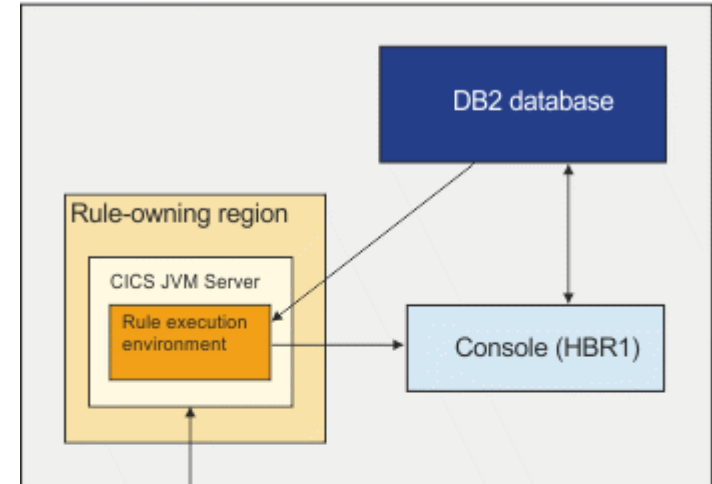 DB2 database
Rule-owning region
CICS JVM Server
Rule execution
environment
Console (HBR1)